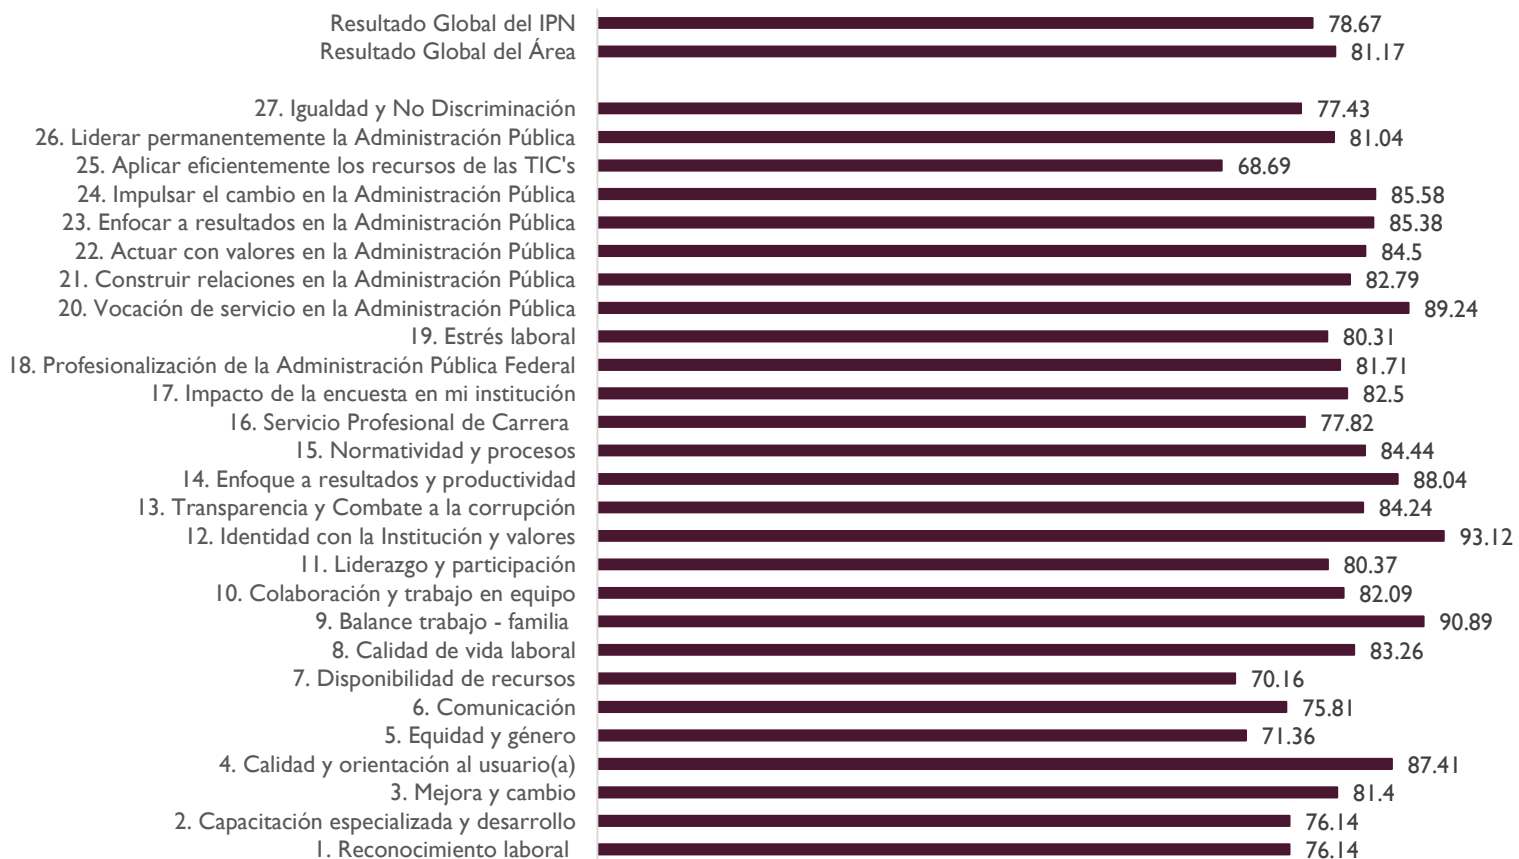 Resultado Global del IPN 78.67
Resultado Global del Área 81.17
27. Igualdad y No Discriminación 77.43
26. Liderar permanentemente la Administración Pública 81.04
25. Aplicar eficientemente los recursos de las TIC's 68.69
24. Impulsar el cambio en la Administración Pública 85.58
23. Enfocar a resultados en la Administración Pública 85.38
22. Actuar con valores en la Administración Pública 84.5
21. Construir relaciones en la Administración Pública 82.79
20. Vocación de servicio en la Administración Pública 89.24
19. Estrés laboral 80.31
18. Profesionalización de la Administración Pública Federal 81.71
17. Impacto de la encuesta en mi institución 82.5
16. Servicio Profesional de Carrera 77.82
15. Normatividad y procesos 84.44
14. Enfoque a resultados y productividad 88.04
13. Transparencia y Combate a la corrupción 84.24
12. Identidad con la Institución y valores 93.12
11. Liderazgo y participación 80.37
10. Colaboración y trabajo en equipo 82.09
9. Balance trabajo - familia 90.89
8. Calidad de vida laboral 83.26
7. Disponibilidad de recursos 70.16
6. Comunicación 75.81
5. Equidad y género 71.36
4. Calidad y orientación al usuario(a) 87.41
3. Mejora y cambio 81.4
2. Capacitación especializada y desarrollo 76.14
1. Reconocimiento laboral 76.14